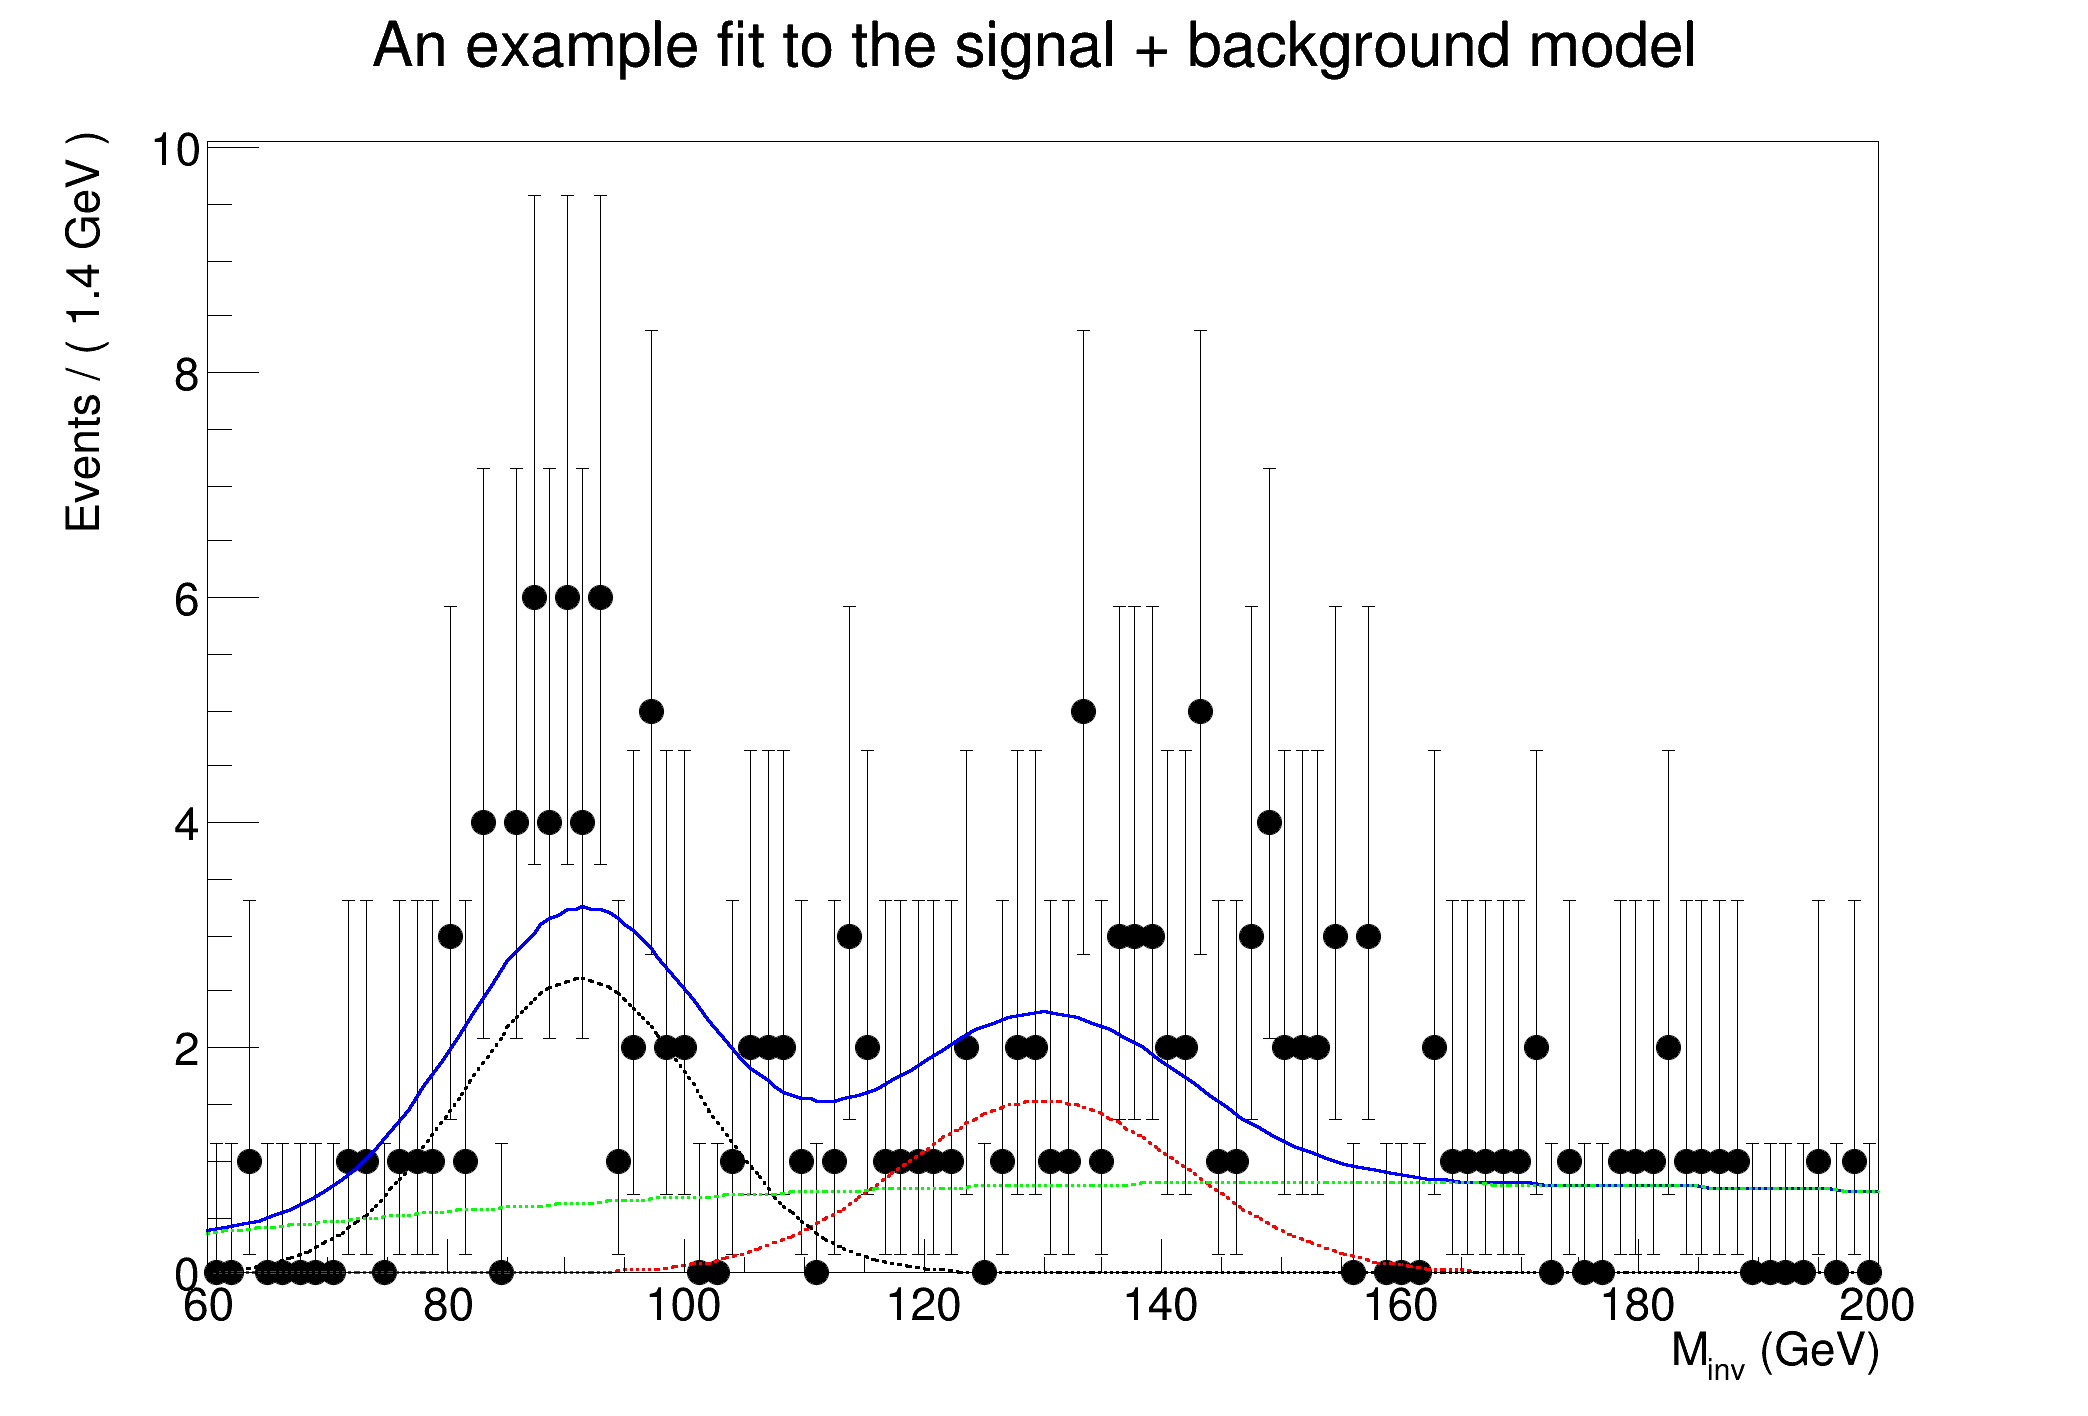 An example fit to the signal + background model
Events / ( 1.4 GeV )
10
8
6
4
2
0
60 80 100 120 140 160 180 200
M_inv (GeV)